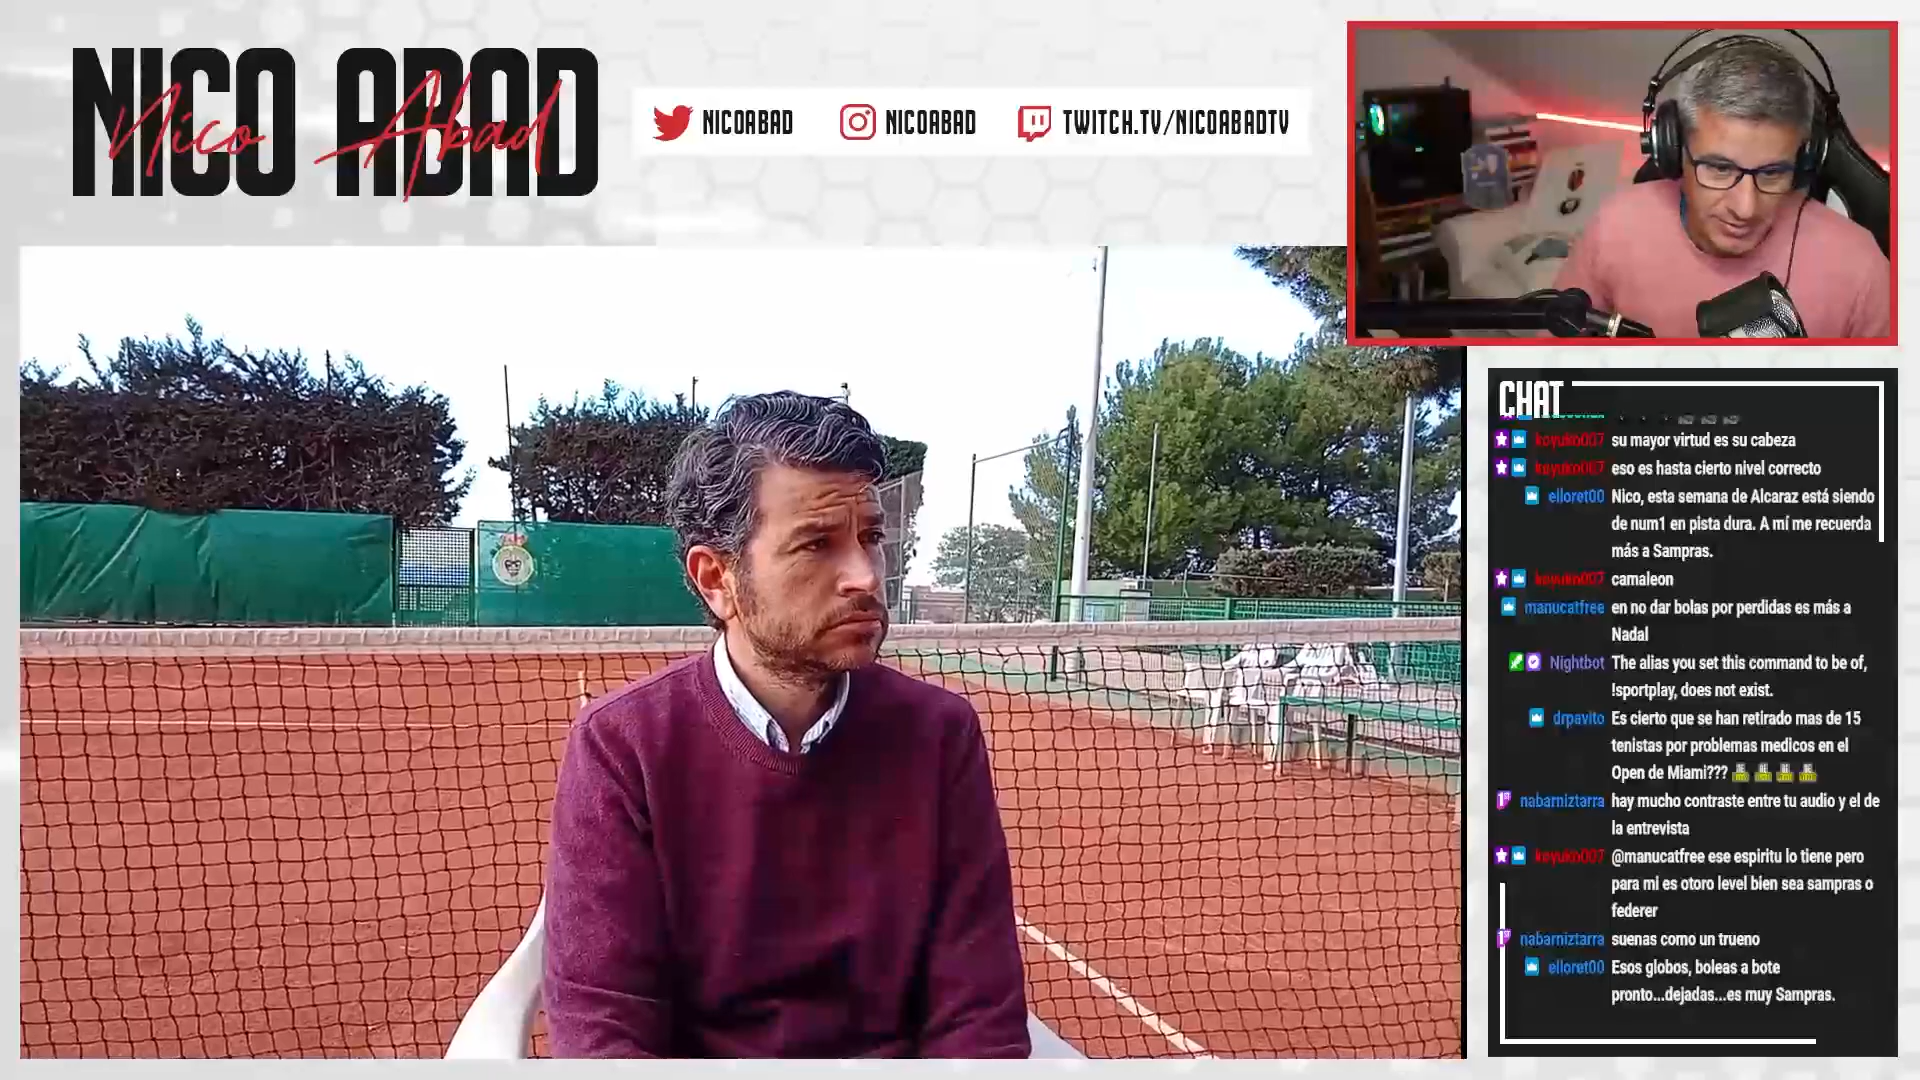 NICO ABAD
Nico Abad
NICOABAD
NICOABAD
TWITCH.TV/NICOABADTV
CHAT
koyuko007 su mayor virtud es su cabeza
koyuko007 eso es hasta cierto nivel correcto
elloret00 Nico, esta semana de Alcaraz está siendo
de num1 en pista dura. A mí me recuerda
más a Sampras.
koyuko007 camaleon
manucatfree en no dar bolas por perdidas es más a
Nadal
Nightbot The alias you set this command to be of,
!sportplay, does not exist.
drpavito Es cierto que se han retirado mas de 15
tenistas por problemas medicos en el
Open de Miami???
nabarniztarra hay mucho contraste entre tu audio y el de
la entrevista
koyuko007 @manucatfree ese espiritu lo tiene pero
para mi es otoro level bien sea sampras o
federer
nabarniztarra suenas como un trueno
elloret00 Esos globos, boleas a bote
pronto...dejadas...es muy Sampras.